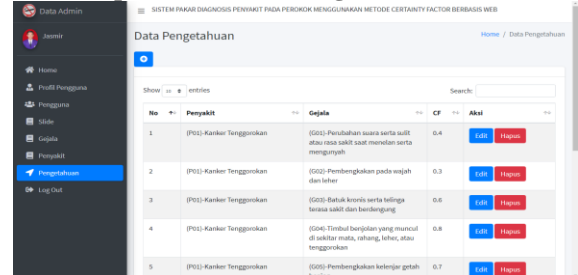 Data Admin
SISTEM PAKAR DIAGNOSIS PENYAKIT PADA PEROKOK MENGGUNAKAN METODE CERTAINTY FACTOR BERBASIS WEB
Jasmir
Data Pengetahuan
Home / Data Pengetahuan
Home
Profil Pengguna
Pengguna
Slide
Gejala
Penyakit
Pengetahuan
Log Out
Show 10 entries
Search:
No Penyakit Gejala CF Aksi
1 (P01)-Kanker Tenggorokan (G01)-Perubahan suara serta sulit 0.4 Edit Hapus
atau rasa sakit saat menelan serta
mengunyah
2 (P01)-Kanker Tenggorokan (G02)-Pembengkakan pada wajah 0.3 Edit Hapus
dan leher
3 (P01)-Kanker Tenggorokan (G03)-Batuk kronis serta telinga 0.6 Edit Hapus
terasa sakit dan berdengung
4 (P01)-Kanker Tenggorokan (G04)-Timbul benjolan yang muncul 0.8 Edit Hapus
di sekitar mata, rahang, leher, atau
tenggorokan
5 (P01)-Kanker Tenggorokan (G05)-Pembengkakan kelenjar getah 0.7 Edit Hapus